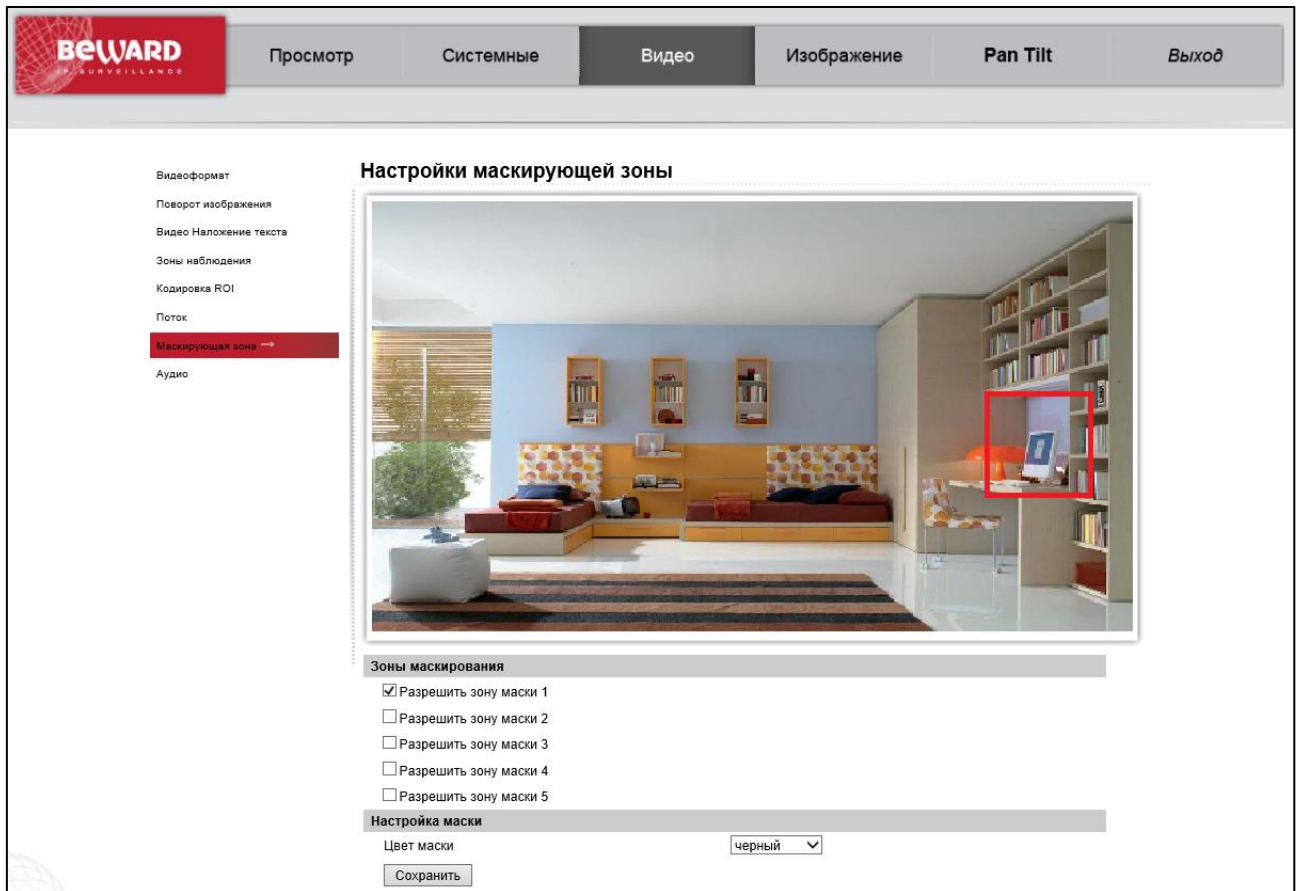 BEWARD
IP SURVEILLANCE
Просмотр
Системные
Видео
Изображение
Pan Tilt
Выход
Видеоформат
Поворот изображения
Видео Наложение текста
Зоны наблюдения
Кодировка ROI
Поток
Маскирующая зона →
Аудио
Настройки маскирующей зоны
Зоны маскирования
Разрешить зону маски 1
Разрешить зону маски 2
Разрешить зону маски 3
Разрешить зону маски 4
Разрешить зону маски 5
Настройка маски
Цвет маски
черный
Сохранить